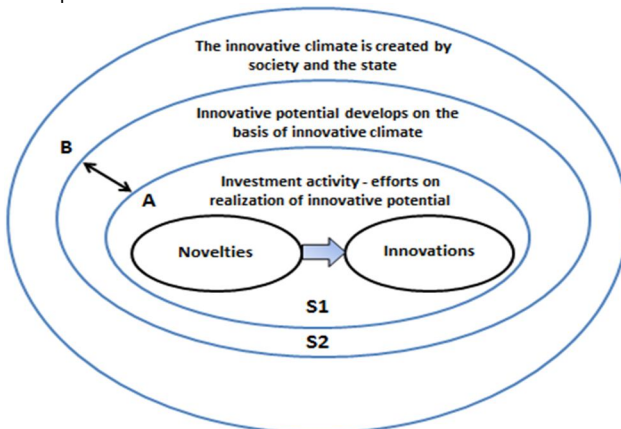 The innovative climate is created by
society and the state
Innovative potential develops on the
basis of innovative climate
B
A
Investment activity - efforts on
realization of innovative potential
Novelties
Innovations
S1
S2